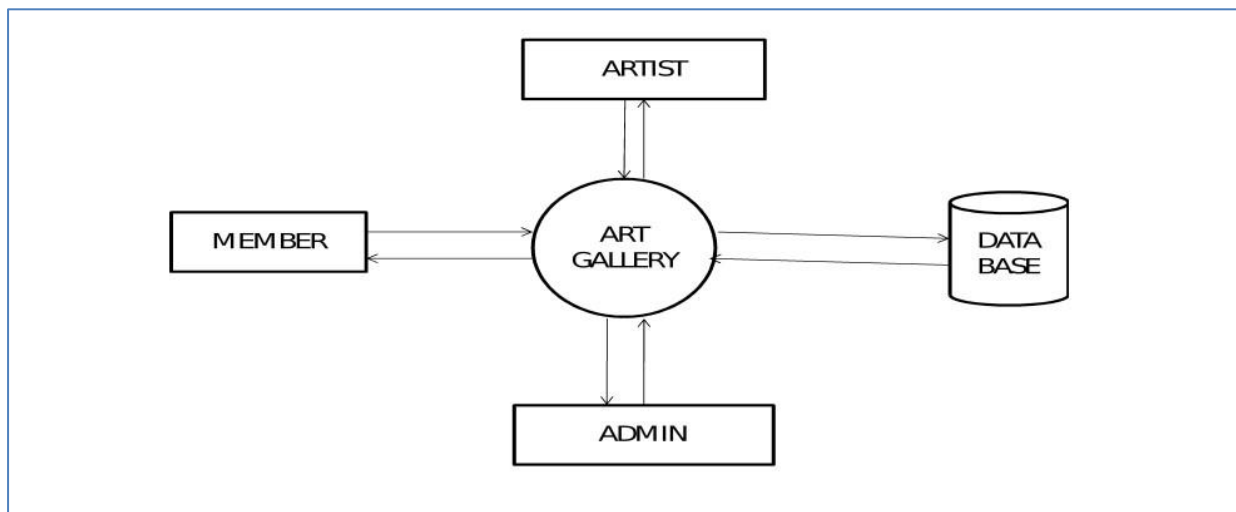 ARTIST
MEMBER
ART
GALLERY
DATA
BASE
ADMIN